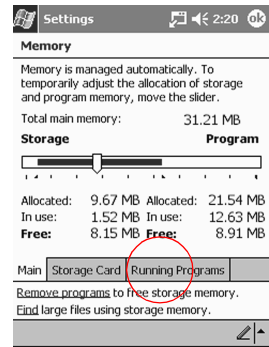 Settings 2:20 ok
Memory
Memory is managed automatically. To
temporarily adjust the allocation of storage
and program memory, move the slider.
Total main memory: 31.21 MB
Storage Program
Allocated: 9.67 MB Allocated: 21.54 MB
In use: 1.52 MB In use: 12.63 MB
Free: 8.15 MB Free: 8.91 MB
Main Storage Card Running Programs
Remove programs to free storage memory.
Find large files using storage memory.